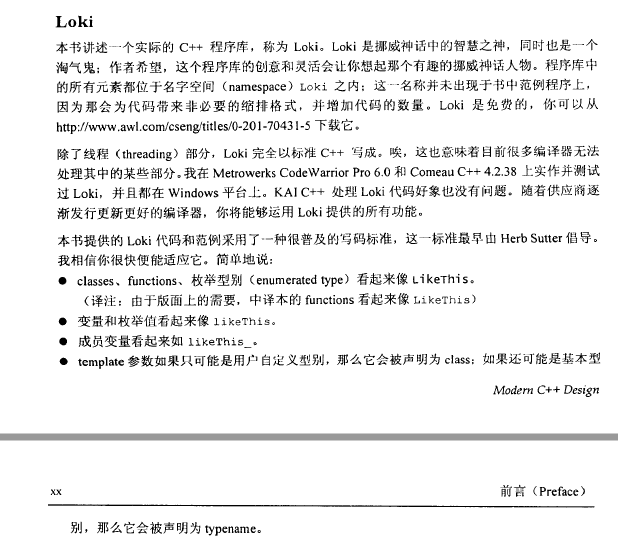 Loki
本书讲述一个实际的 C++ 程序库，称为 Loki。Loki 是挪威神话中的智慧之神，同时也是一个
淘气鬼；作者希望，这个程序库的创意和灵活会让你想起那个有趣的挪威神话人物。程序库中
的所有元素都位于名字空间（namespace）Loki 之内；这一名称并未出现于书中范例程序上，
因为那会为代码带来非必要的缩排格式，并增加代码的数量。Loki 是免费的，你可以从
http://www.awl.com/cseng/titles/0-201-70431-5 下载它。
除了线程（threading）部分，Loki 完全以标准 C++ 写成。唉，这也意味着目前很多编译器无法
处理其中的某些部分。我在 Metrowerks CodeWarrior Pro 6.0 和 Comeau C++ 4.2.38 上实作并测试
过 Loki，并且都在 Windows 平台上。KAI C++ 处理 Loki 代码好象也没有问题。随着供应商逐
渐发行更新更好的编译器，你将能够运用 Loki 提供的所有功能。
本书提供的 Loki 代码和范例采用了一种很普及的写码标准，这一标准最早由 Herb Sutter 倡导。
我相信你很快便能适应它。简单地说：
● classes、functions、枚举型别（enumerated type）看起来像 LikeThis。
（译注：由于版面上的需要，中译本的 functions 看起来像 LikeThis）
● 变量和枚举值看起来像 likeThis。
● 成员变量看起来如 likeThis_。
● template 参数如果只可能是用户自定义型别，那么它会被声明为 class；如果还可能是基本型
Modern C++ Design
xx 前言（Preface）
别，那么它会被声明为 typename。